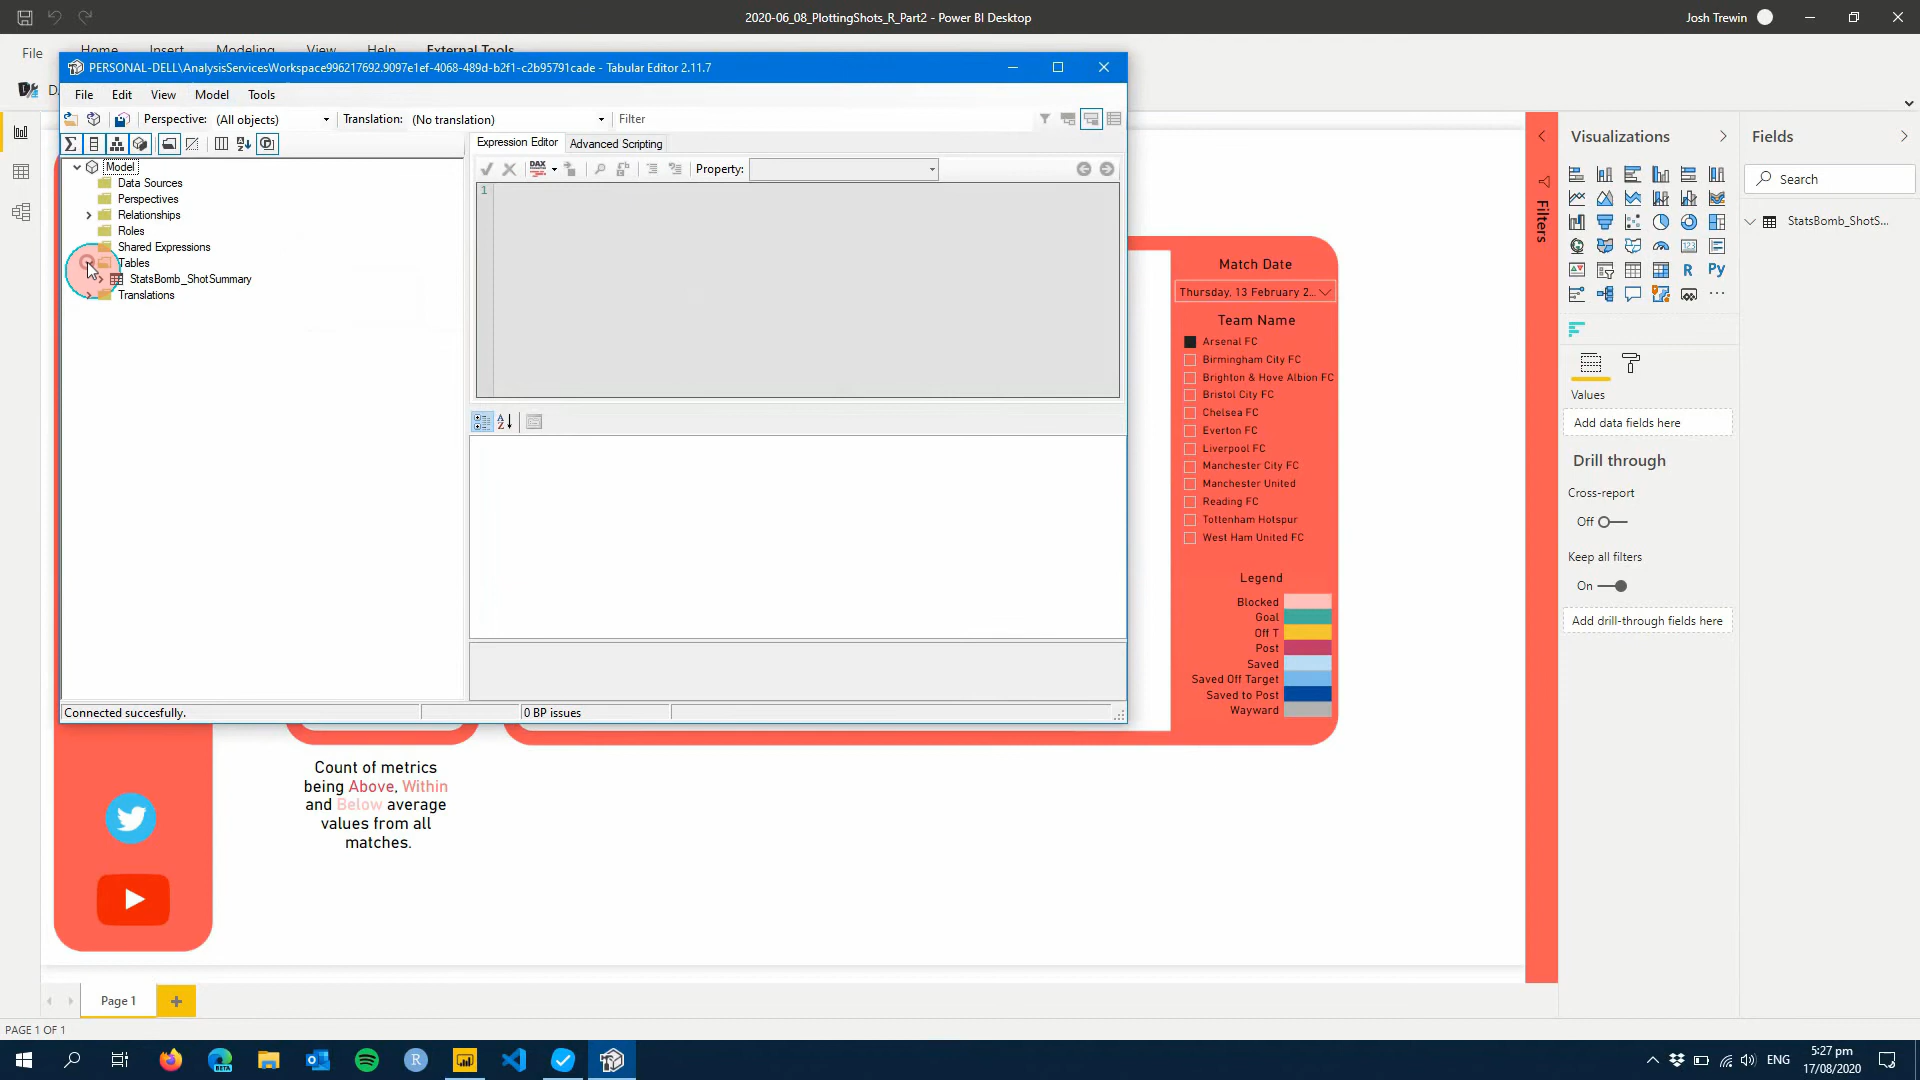 2020-06_08_PlottingShots_R_Part2 - Power BI Desktop
Josh Trewin
File
Home
Insert
Modeling
View
Help
External Tools
PERSONAL-DELL\AnalysisServicesWorkspace996217692.9097e1ef-4068-489d-b2f1-c2b95791cade - Tabular Editor 2.11.7
File Edit View Model Tools
Perspective: (All objects) Translation: (No translation) Filter
Expression Editor Advanced Scripting
Property:
1
Model
Data Sources
Perspectives
Relationships
Roles
Shared Expressions
Tables
StatsBomb_ShotSummary
Translations
Connected succesfully.
0 BP issues
Match Date
Thursday, 13 February 2...
Team Name
Arsenal FC
Birmingham City FC
Brighton & Hove Albion FC
Bristol City FC
Chelsea FC
Everton FC
Liverpool FC
Manchester City FC
Manchester United
Reading FC
Tottenham Hotspur
West Ham United FC
Legend
Blocked
Goal
Off T
Post
Saved
Saved Off Target
Saved to Post
Wayward
Count of metrics
being Above, Within
and Below average
values from all
matches.
Filters
Visualizations
R Py
Values
Add data fields here
Drill through
Cross-report
Off
Keep all filters
On
Add drill-through fields here
Fields
Search
StatsBomb_ShotS...
Page 1
PAGE 1 OF 1
ENG
5:27 pm
17/08/2020